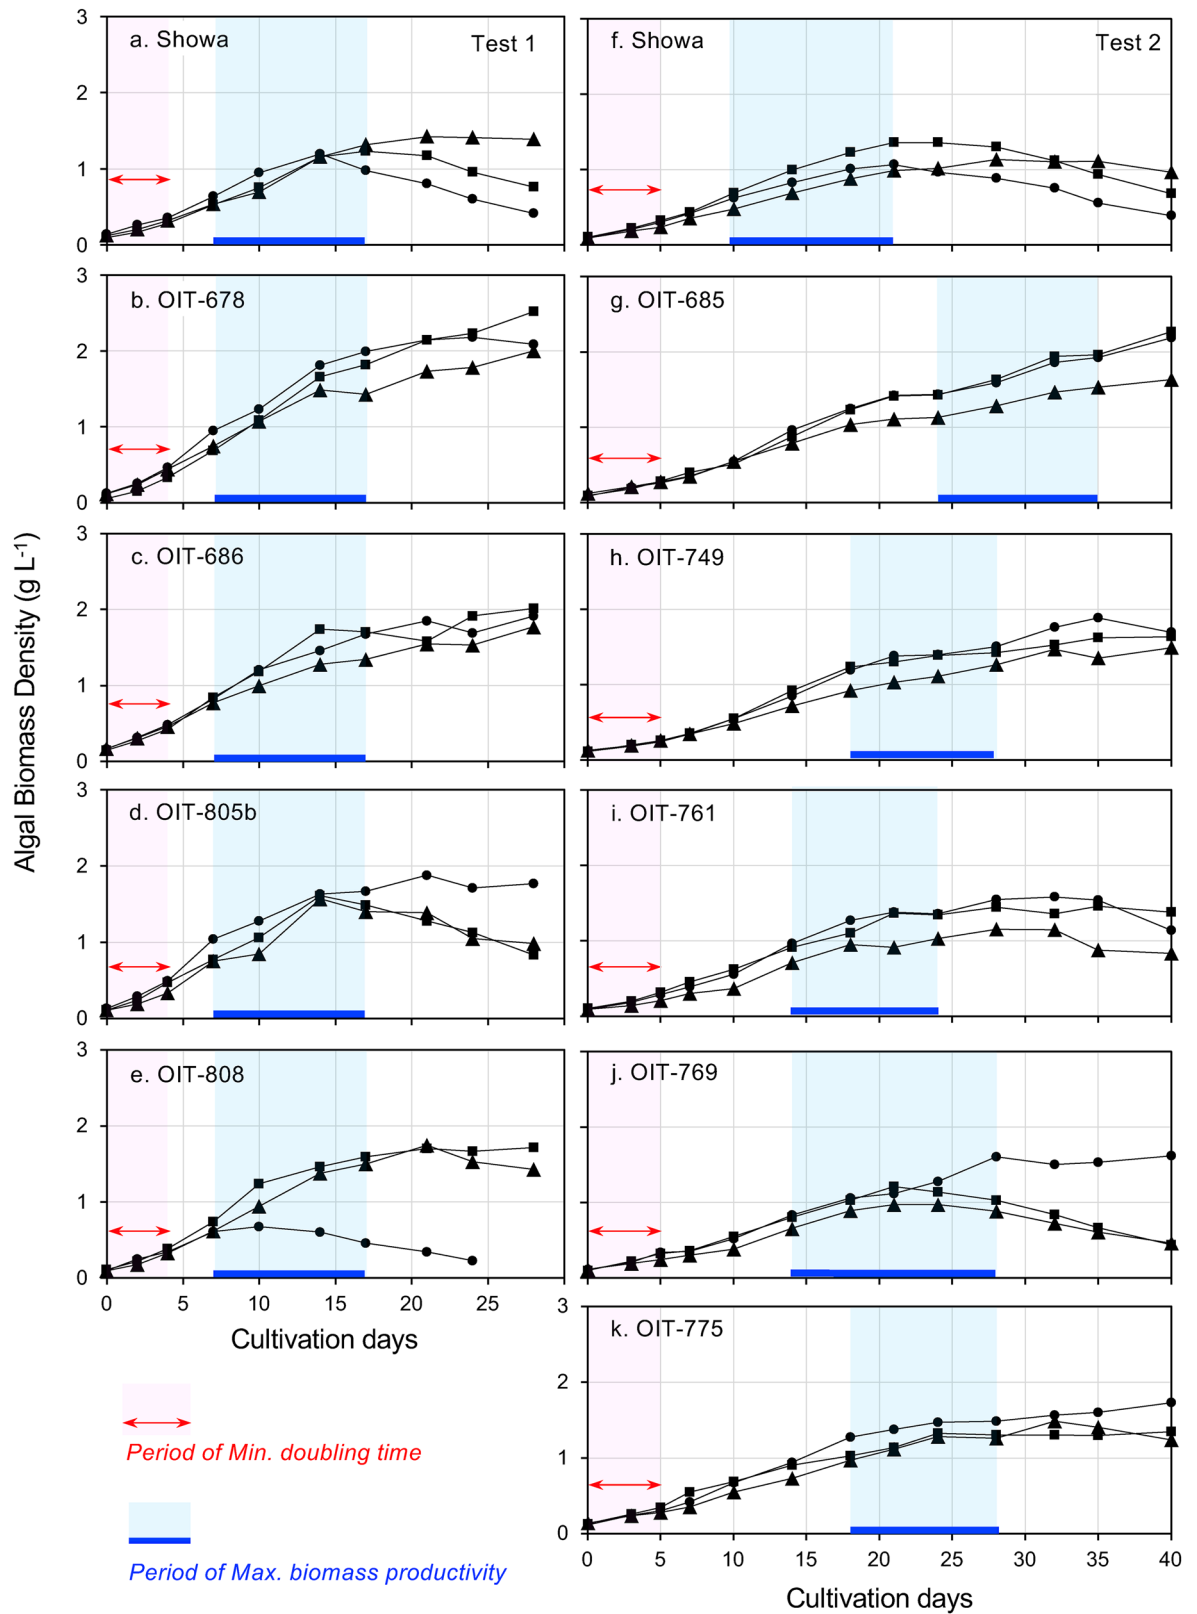 Algal Biomass Density (g L-1)
a. Showa
Test 1
3
2
1
0
b. OIT-678
3
2
1
0
c. OIT-686
3
2
1
0
d. OIT-805b
3
2
1
0
e. OIT-808
3
2
1
0
0 5 10 15 20 25
Cultivation days
Period of Min. doubling time
Period of Max. biomass productivity
f. Showa
Test 2
g. OIT-685
h. OIT-749
i. OIT-761
j. OIT-769
k. OIT-775
3
2
1
0
0 5 10 15 20 25 30 35 40
Cultivation days